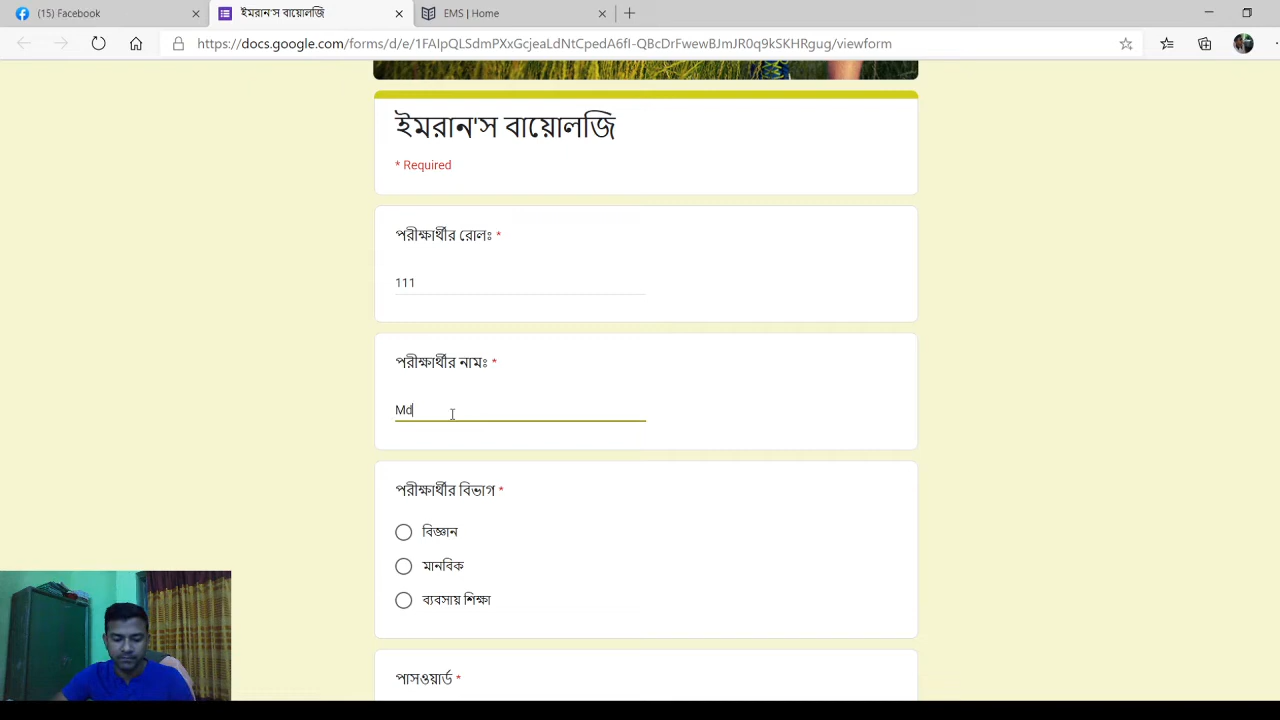 (15) Facebook
ইমরান'স বায়োলজি
EMS | Home
https://docs.google.com/forms/d/e/1FAIpQLSdmPXxGcjeaLdNtCpedA6fI-QBcDrFwewBJmJR0q9kSKHRgug/viewform
ইমরান'স বায়োলজি
* Required
পরীক্ষার্থীর রোলঃ *
111
পরীক্ষার্থীর নামঃ *
Md
পরীক্ষার্থীর বিভাগ *
বিজ্ঞান
মানবিক
ব্যবসায় শিক্ষা
পাসওয়ার্ড *